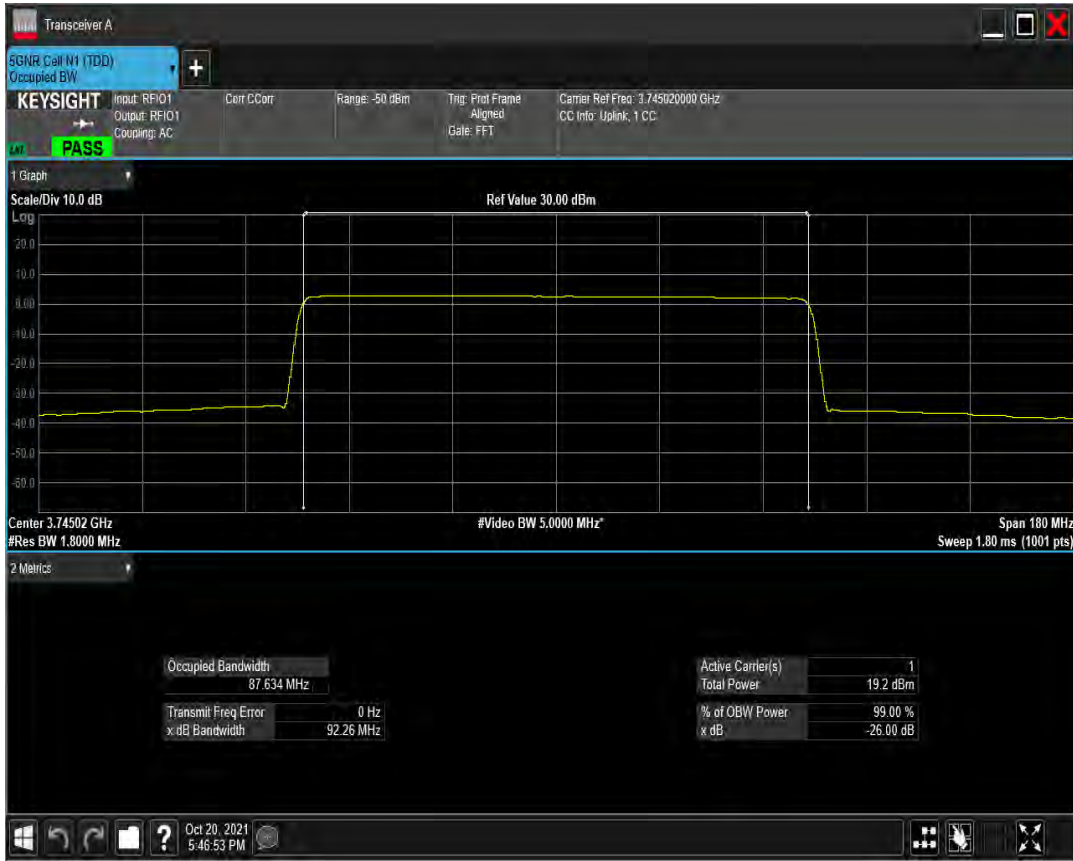 Transceiver A
5GNR Cell N1 (TDD)
Occupied BW
+
KEYSIGHT
PASS
Input: RFIO1
Output: RFIO1
Coupling: AC
Corr CCorr
Range: -50 dBm
Trig: Prot Frame
Aligned
Gate: FFT
Carrier Ref Freq: 3.745020000 GHz
CC Info: Uplink, 1 CC
1 Graph
Scale/Div 10.0 dB
Ref Value 30.00 dBm
Log
20.0
10.0
0.00
-10.0
-20.0
-30.0
-40.0
-50.0
-60.0
Center 3.74502 GHz
#Video BW 5.0000 MHz*
Span 180 MHz
#Res BW 1.8000 MHz
Sweep 1.80 ms (1001 pts)
2 Metrics
Occupied Bandwidth
87.634 MHz
Transmit Freq Error 0 Hz
x dB Bandwidth 92.26 MHz
Active Carrier(s) 1
Total Power 19.2 dBm
% of OBW Power 99.00 %
x dB -26.00 dB
?
Oct 20, 2021
5:46:53 PM